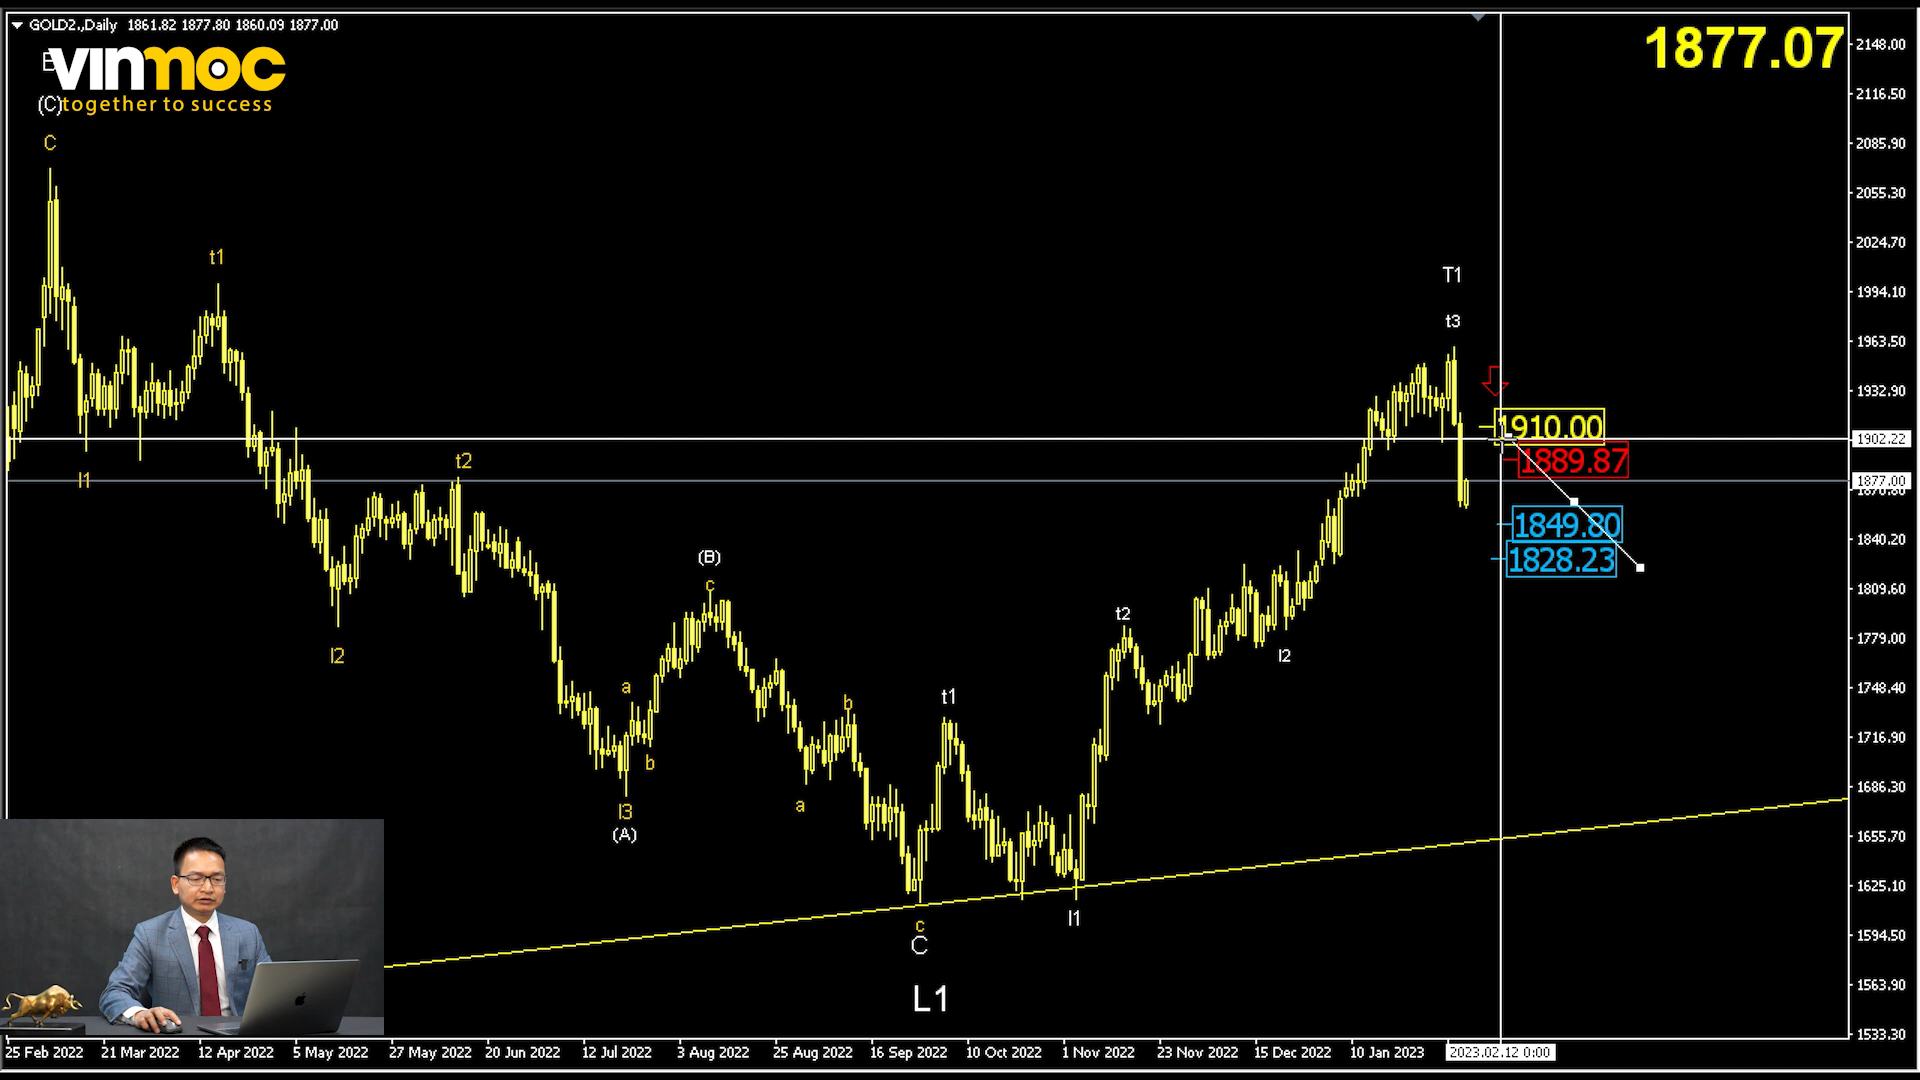 GOLD2.,Daily 1861.82 1877.80 1860.09 1877.00
1877.07
vinmoc
together to success
(C)
C
t1
l1
l2
t2
a
b
l3
(A)
(B)
c
a
b
c
C
L1
t1
l1
t2
l2
T1
t3
1910.00
1889.87
1849.80
1828.23
2148.00
2116.50
2085.90
2055.30
2024.70
1994.10
1963.50
1932.90
1902.22
1877.00
1840.20
1809.60
1779.00
1748.40
1716.90
1686.30
1655.70
1625.10
1594.50
1563.90
1533.30
25 Feb 2022 21 Mar 2022 12 Apr 2022 5 May 2022 27 May 2022 20 Jun 2022 12 Jul 2022 3 Aug 2022 25 Aug 2022 16 Sep 2022 10 Oct 2022 1 Nov 2022 23 Nov 2022 15 Dec 2022 10 Jan 2023 2023.02.12 0:00